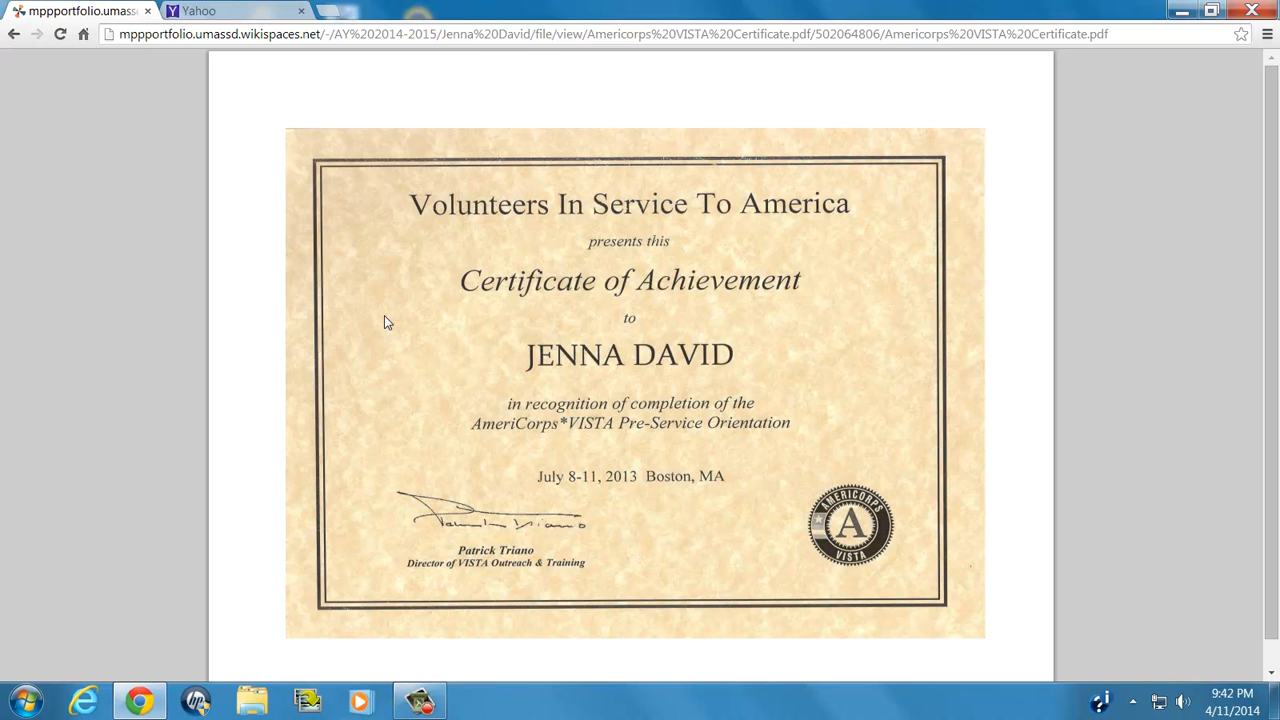 mppportfolio.umass
Yahoo
mppportfolio.umassd.wikispaces.net/-/AY%202014-2015/Jenna%20David/file/view/Americorps%20VISTA%20Certificate.pdf/502064806/Americorps%20VISTA%20Certificate.pdf
Volunteers In Service To America
presents this
Certificate of Achievement
to
JENNA DAVID
in recognition of completion of the
AmeriCorps*VISTA Pre-Service Orientation
July 8-11, 2013 Boston, MA
Patrick Triano
Director of VISTA Outreach & Training
AMERICORPS
A
VISTA
9:42 PM
4/11/2014